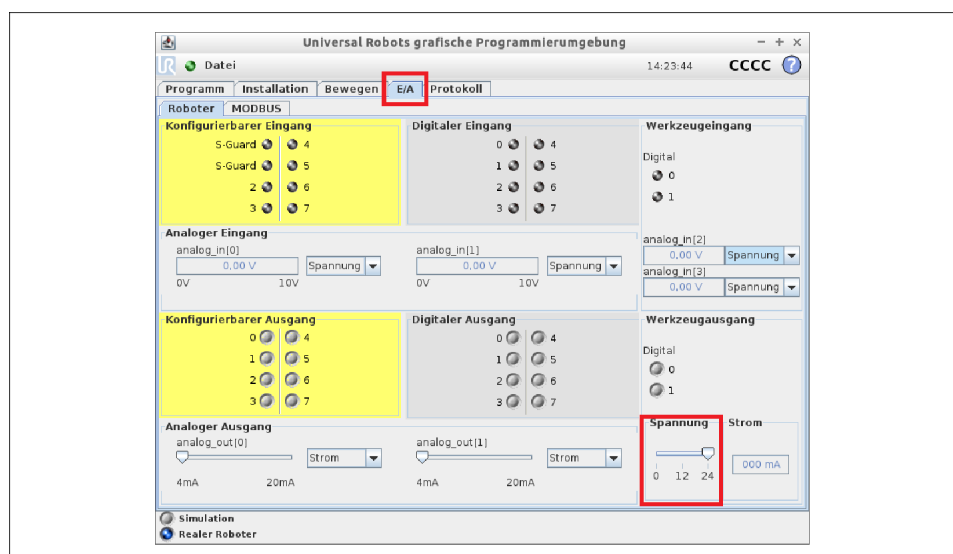 Universal Robots grafische Programmierumgebung
Datei 14:23:44 CCCC ?
Programm Installation Bewegen E/A Protokoll
Roboter MODBUS
Konfigurierbarer Eingang
S-Guard 4
S-Guard 5
2 6
3 7
Digitaler Eingang
0 4
1 5
2 6
3 7
Werkzeugeingang
Digital
0
1
Analoger Eingang
analog_in[0]
0,00 V Spannung
0V 10V
analog_in[1]
0,00 V Spannung
0V 10V
analog_in[2]
0,00 V Spannung
analog_in[3]
0,00 V Spannung
Konfigurierbarer Ausgang
0 4
1 5
2 6
3 7
Digitaler Ausgang
0 4
1 5
2 6
3 7
Werkzeugausgang
Digital
0
1
Analoger Ausgang
analog_out[0]
Strom
4mA 20mA
analog_out[1]
Strom
4mA 20mA
Spannung
0 12 24
Strom
000 mA
Simulation
Realer Roboter